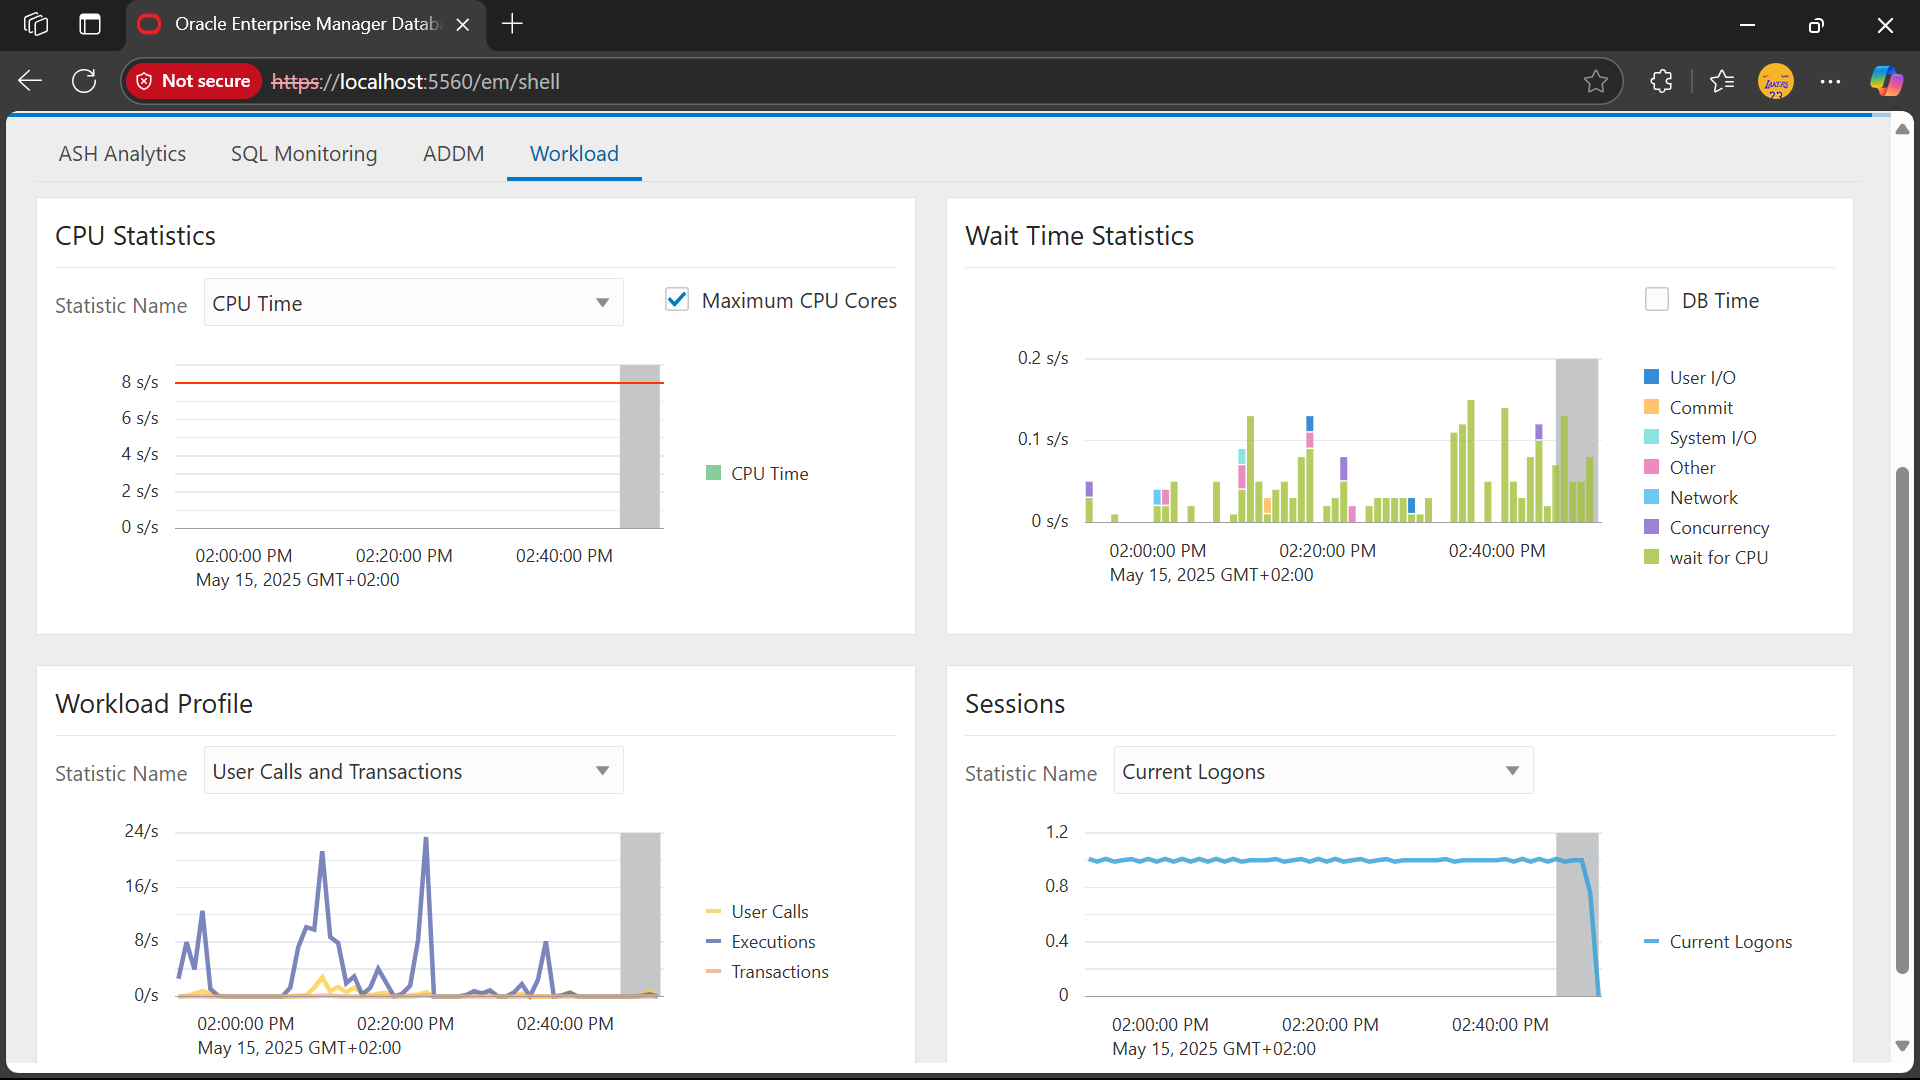 Oracle Enterprise Manager Datab
Not secure https://localhost:5560/em/shell
ASH Analytics SQL Monitoring ADDM Workload
CPU Statistics
Statistic Name CPU Time Maximum CPU Cores
8 s/s
6 s/s
4 s/s
2 s/s
0 s/s
02:00:00 PM 02:20:00 PM 02:40:00 PM
May 15, 2025 GMT+02:00
CPU Time
Wait Time Statistics
DB Time
0.2 s/s
0.1 s/s
0 s/s
02:00:00 PM 02:20:00 PM 02:40:00 PM
May 15, 2025 GMT+02:00
User I/O
Commit
System I/O
Other
Network
Concurrency
wait for CPU
Workload Profile
Statistic Name User Calls and Transactions
24/s
16/s
8/s
0/s
02:00:00 PM 02:20:00 PM 02:40:00 PM
May 15, 2025 GMT+02:00
User Calls
Executions
Transactions
Sessions
Statistic Name Current Logons
1.2
0.8
0.4
0
02:00:00 PM 02:20:00 PM 02:40:00 PM
May 15, 2025 GMT+02:00
Current Logons